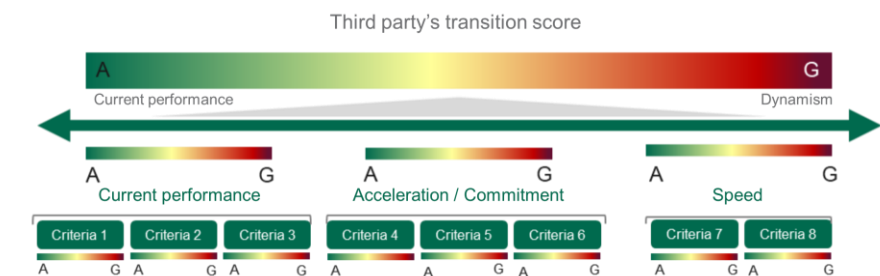 Third party's transition score
A G
Current performance Dynamism
A G A G A G
Current performance Acceleration / Commitment Speed
Criteria 1 Criteria 2 Criteria 3 Criteria 4 Criteria 5 Criteria 6 Criteria 7 Criteria 8
A G A G A G A G A G A G A G A G